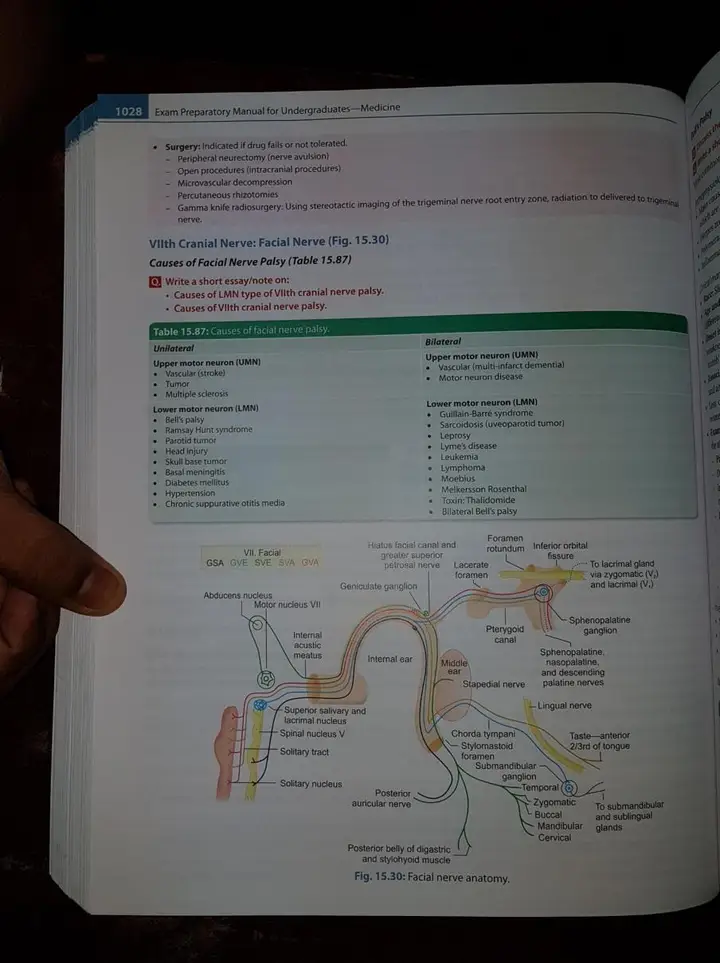 1028 Exam Preparatory Manual for Undergraduates—Medicine
• Surgery: Indicated if drug fails or not tolerated.
– Peripheral neurectomy (nerve avulsion)
– Open procedures (intracranial procedures)
– Microvascular decompression
– Percutaneous rhizotomies
– Gamma knife radiosurgery: Using stereotactic imaging of the trigeminal nerve root entry zone, radiation to delivered to trigeminal
nerve.
VIIth Cranial Nerve: Facial Nerve (Fig. 15.30)
Causes of Facial Nerve Palsy (Table 15.87)
Q. Write a short essay/note on:
• Causes of LMN type of VIIth cranial nerve palsy.
• Causes of VIIth cranial nerve palsy.
Table 15.87: Causes of facial nerve palsy.
Unilateral
Upper motor neuron (UMN)
• Vascular (stroke)
• Tumor
• Multiple sclerosis
Lower motor neuron (LMN)
• Bell's palsy
• Ramsay Hunt syndrome
• Parotid tumor
• Head injury
• Skull base tumor
• Basal meningitis
• Diabetes mellitus
• Hypertension
• Chronic suppurative otitis media
Bilateral
Upper motor neuron (UMN)
• Vascular (multi-infarct dementia)
• Motor neuron disease
Lower motor neuron (LMN)
• Guillain-Barré syndrome
• Sarcoidosis (uveoparotid tumor)
• Leprosy
• Lyme's disease
• Leukemia
• Lymphoma
• Moebius
• Melkersson Rosenthal
• Toxin: Thalidomide
• Bilateral Bell's palsy
VII. Facial
GSA GVE SVE SVA GVA
Hiatus facial canal and
greater superior
petrosal nerve
Foramen
rotundum
Inferior orbital
fissure
Lacerate
foramen
To lacrimal gland
via zygomatic (V2)
and lacrimal (V1)
Geniculate ganglion
Abducens nucleus
Motor nucleus VII
Internal
acoustic
meatus
Pterygoid
canal
Sphenopalatine
ganglion
Internal ear
Middle
ear
Sphenopalatine,
nasopalatine,
and descending
palatine nerves
Stapedial nerve
Superior salivary and
lacrimal nucleus
Lingual nerve
Spinal nucleus V
Chorda tympani
Taste—anterior
2/3rd of tongue
Solitary tract
Stylomastoid
foramen
Submandibular
ganglion
Solitary nucleus
Posterior
auricular nerve
Temporal
Zygomatic
Buccal
Mandibular
Cervical
To submandibular
and sublingual
glands
Posterior belly of digastric
and stylohyoid muscle
Fig. 15.30: Facial nerve anatomy.